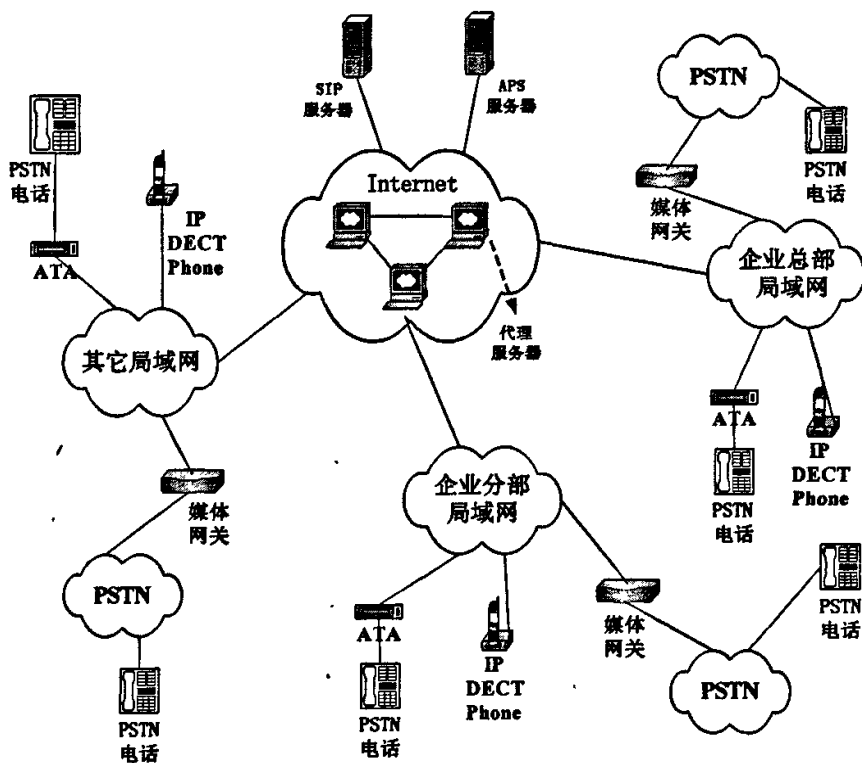 SIP
服务器
APS
服务器
PSTN
PSTN
电话
媒体
网关
PSTN
电话
IP
DECT
Phone
ATA
Internet
代理
服务器
企业总部
局域网
其它局域网
ATA
PSTN
电话
IP
DECT
Phone
媒体
网关
企业分部
局域网
PSTN
PSTN
电话
ATA
PSTN
电话
IP
DECT
Phone
媒体
网关
PSTN
PSTN
电话